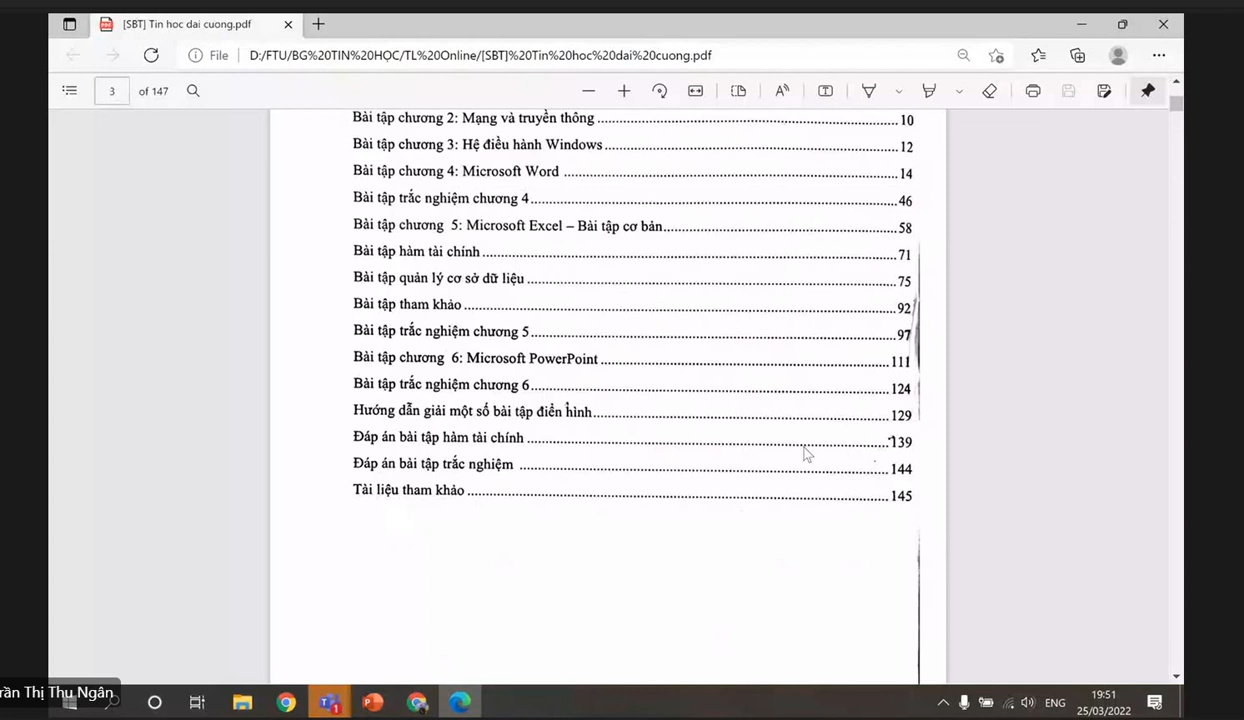 [SBT] Tin hoc dai cuong.pdf
File D:/FTU/BG%20TIN%20HỌC/TL%20Online/[SBT]%20Tin%20hoc%20dai%20cuong.pdf
3 of 147
Bài tập chương 2: Mạng và truyền thông ........ 10
Bài tập chương 3: Hệ điều hành Windows ........ 12
Bài tập chương 4: Microsoft Word ........ 14
Bài tập trắc nghiệm chương 4 ........ 46
Bài tập chương 5: Microsoft Excel – Bài tập cơ bản ........ 58
Bài tập hàm tài chính ........ 71
Bài tập quản lý cơ sở dữ liệu ........ 75
Bài tập tham khảo ........ 92
Bài tập trắc nghiệm chương 5 ........ 97
Bài tập chương 6: Microsoft PowerPoint ........ 111
Bài tập trắc nghiệm chương 6 ........ 124
Hướng dẫn giải một số bài tập điển hình ........ 129
Đáp án bài tập hàm tài chính ........ 139
Đáp án bài tập trắc nghiệm ........ 144
Tài liệu tham khảo ........ 145
rần Thị Thu Ngân
1
ENG
19:51
25/03/2022